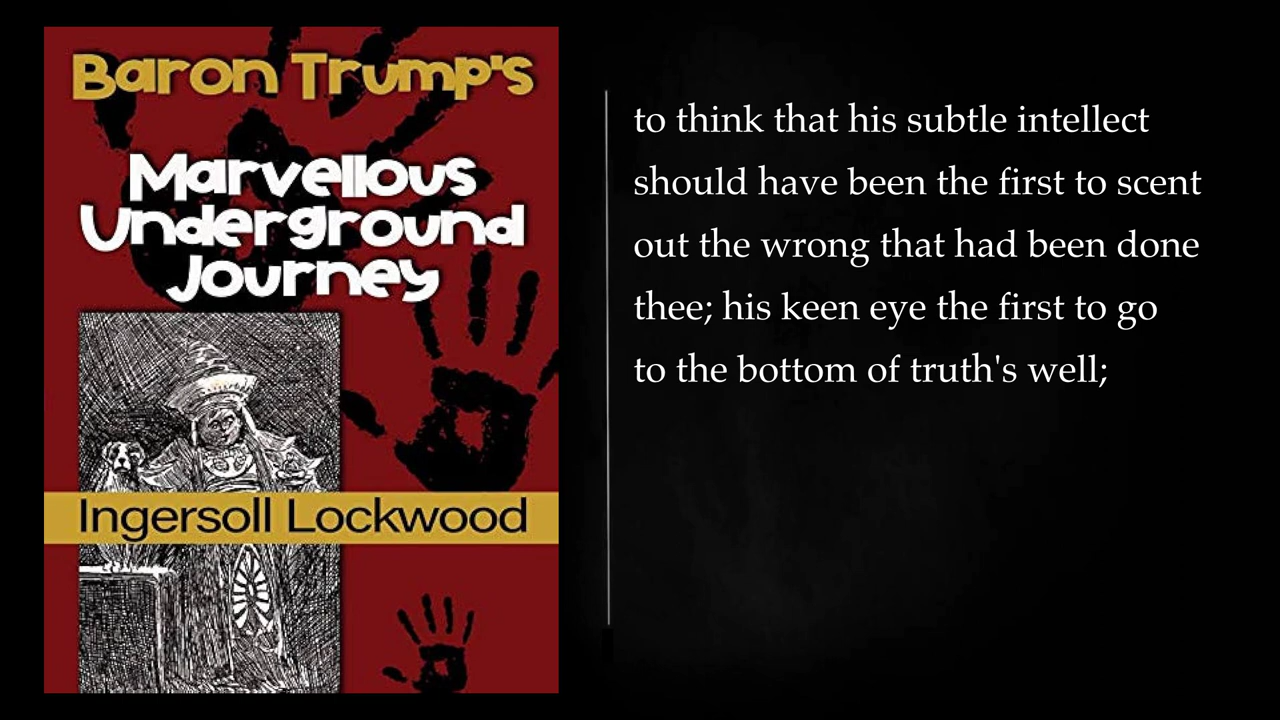 Baron Trump's
Marvellous
Underground
Journey
Ingersoll Lockwood
to think that his subtle intellect
should have been the first to scent
out the wrong that had been done
thee; his keen eye the first to go
to the bottom of truth's well;